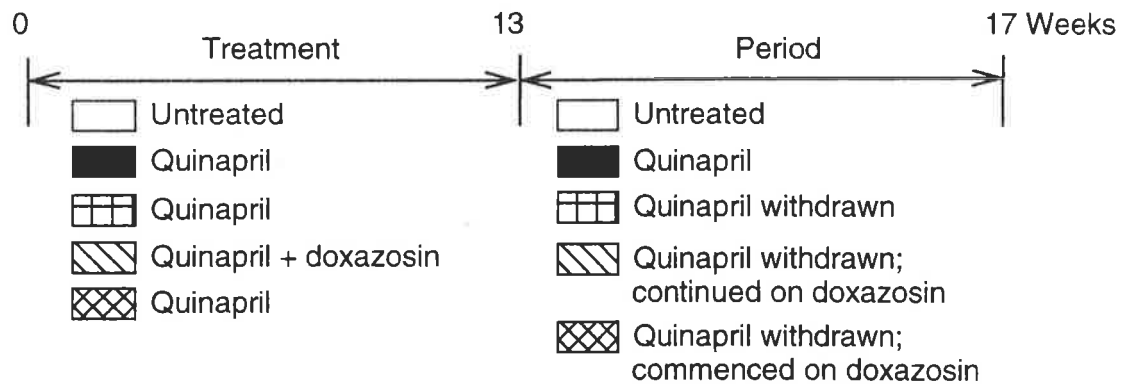 0 13 17 Weeks
Treatment Period
Untreated Untreated
Quinapril Quinapril
Quinapril Quinapril withdrawn
Quinapril + doxazosin Quinapril withdrawn;
continued on doxazosin
Quinapril Quinapril withdrawn;
commenced on doxazosin